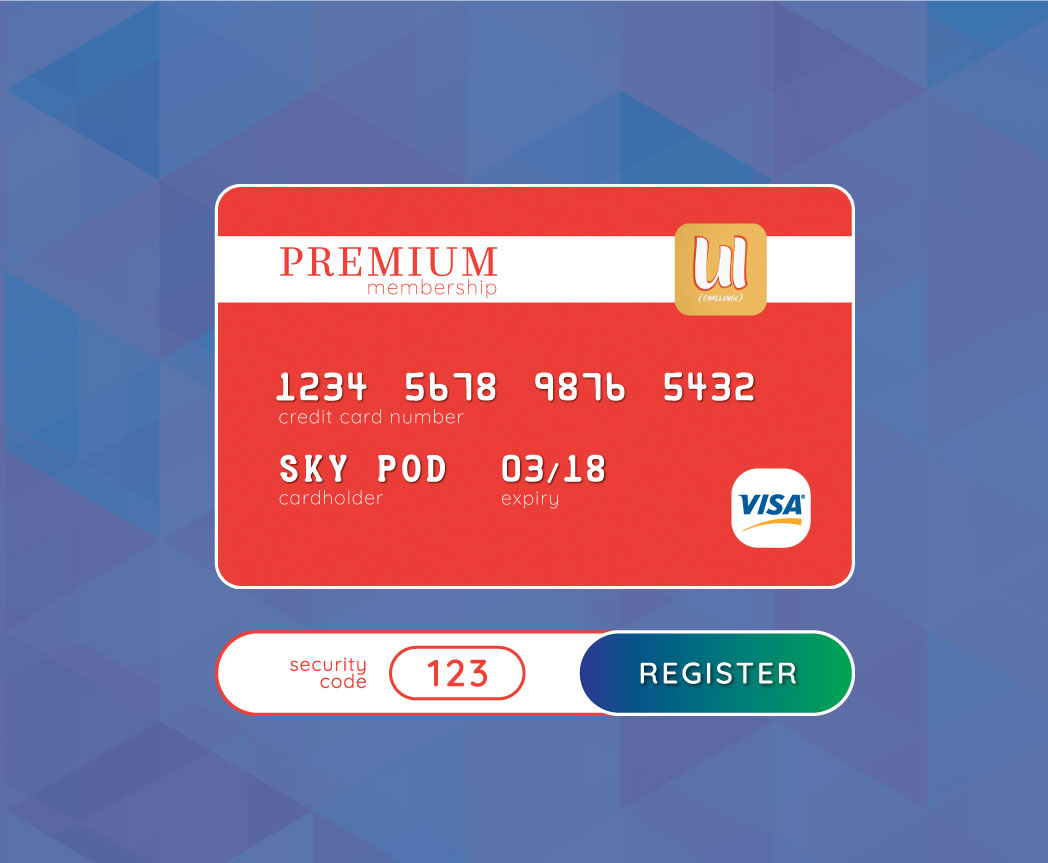 PREMIUM
membership
UI
{CHALLENGE}
1234 5678 9876 5432
credit card number
SKY POD 03/18
cardholder expiry
VISA
security
code
123
REGISTER